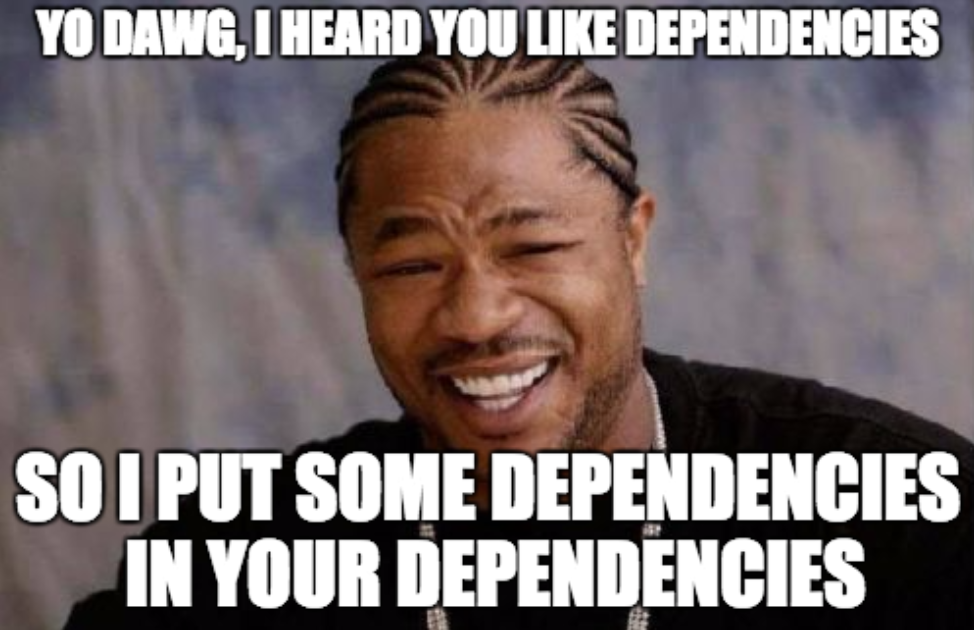 YO DAWG, I HEARD YOU LIKE DEPENDENCIES
SO I PUT SOME DEPENDENCIES
IN YOUR DEPENDENCIES